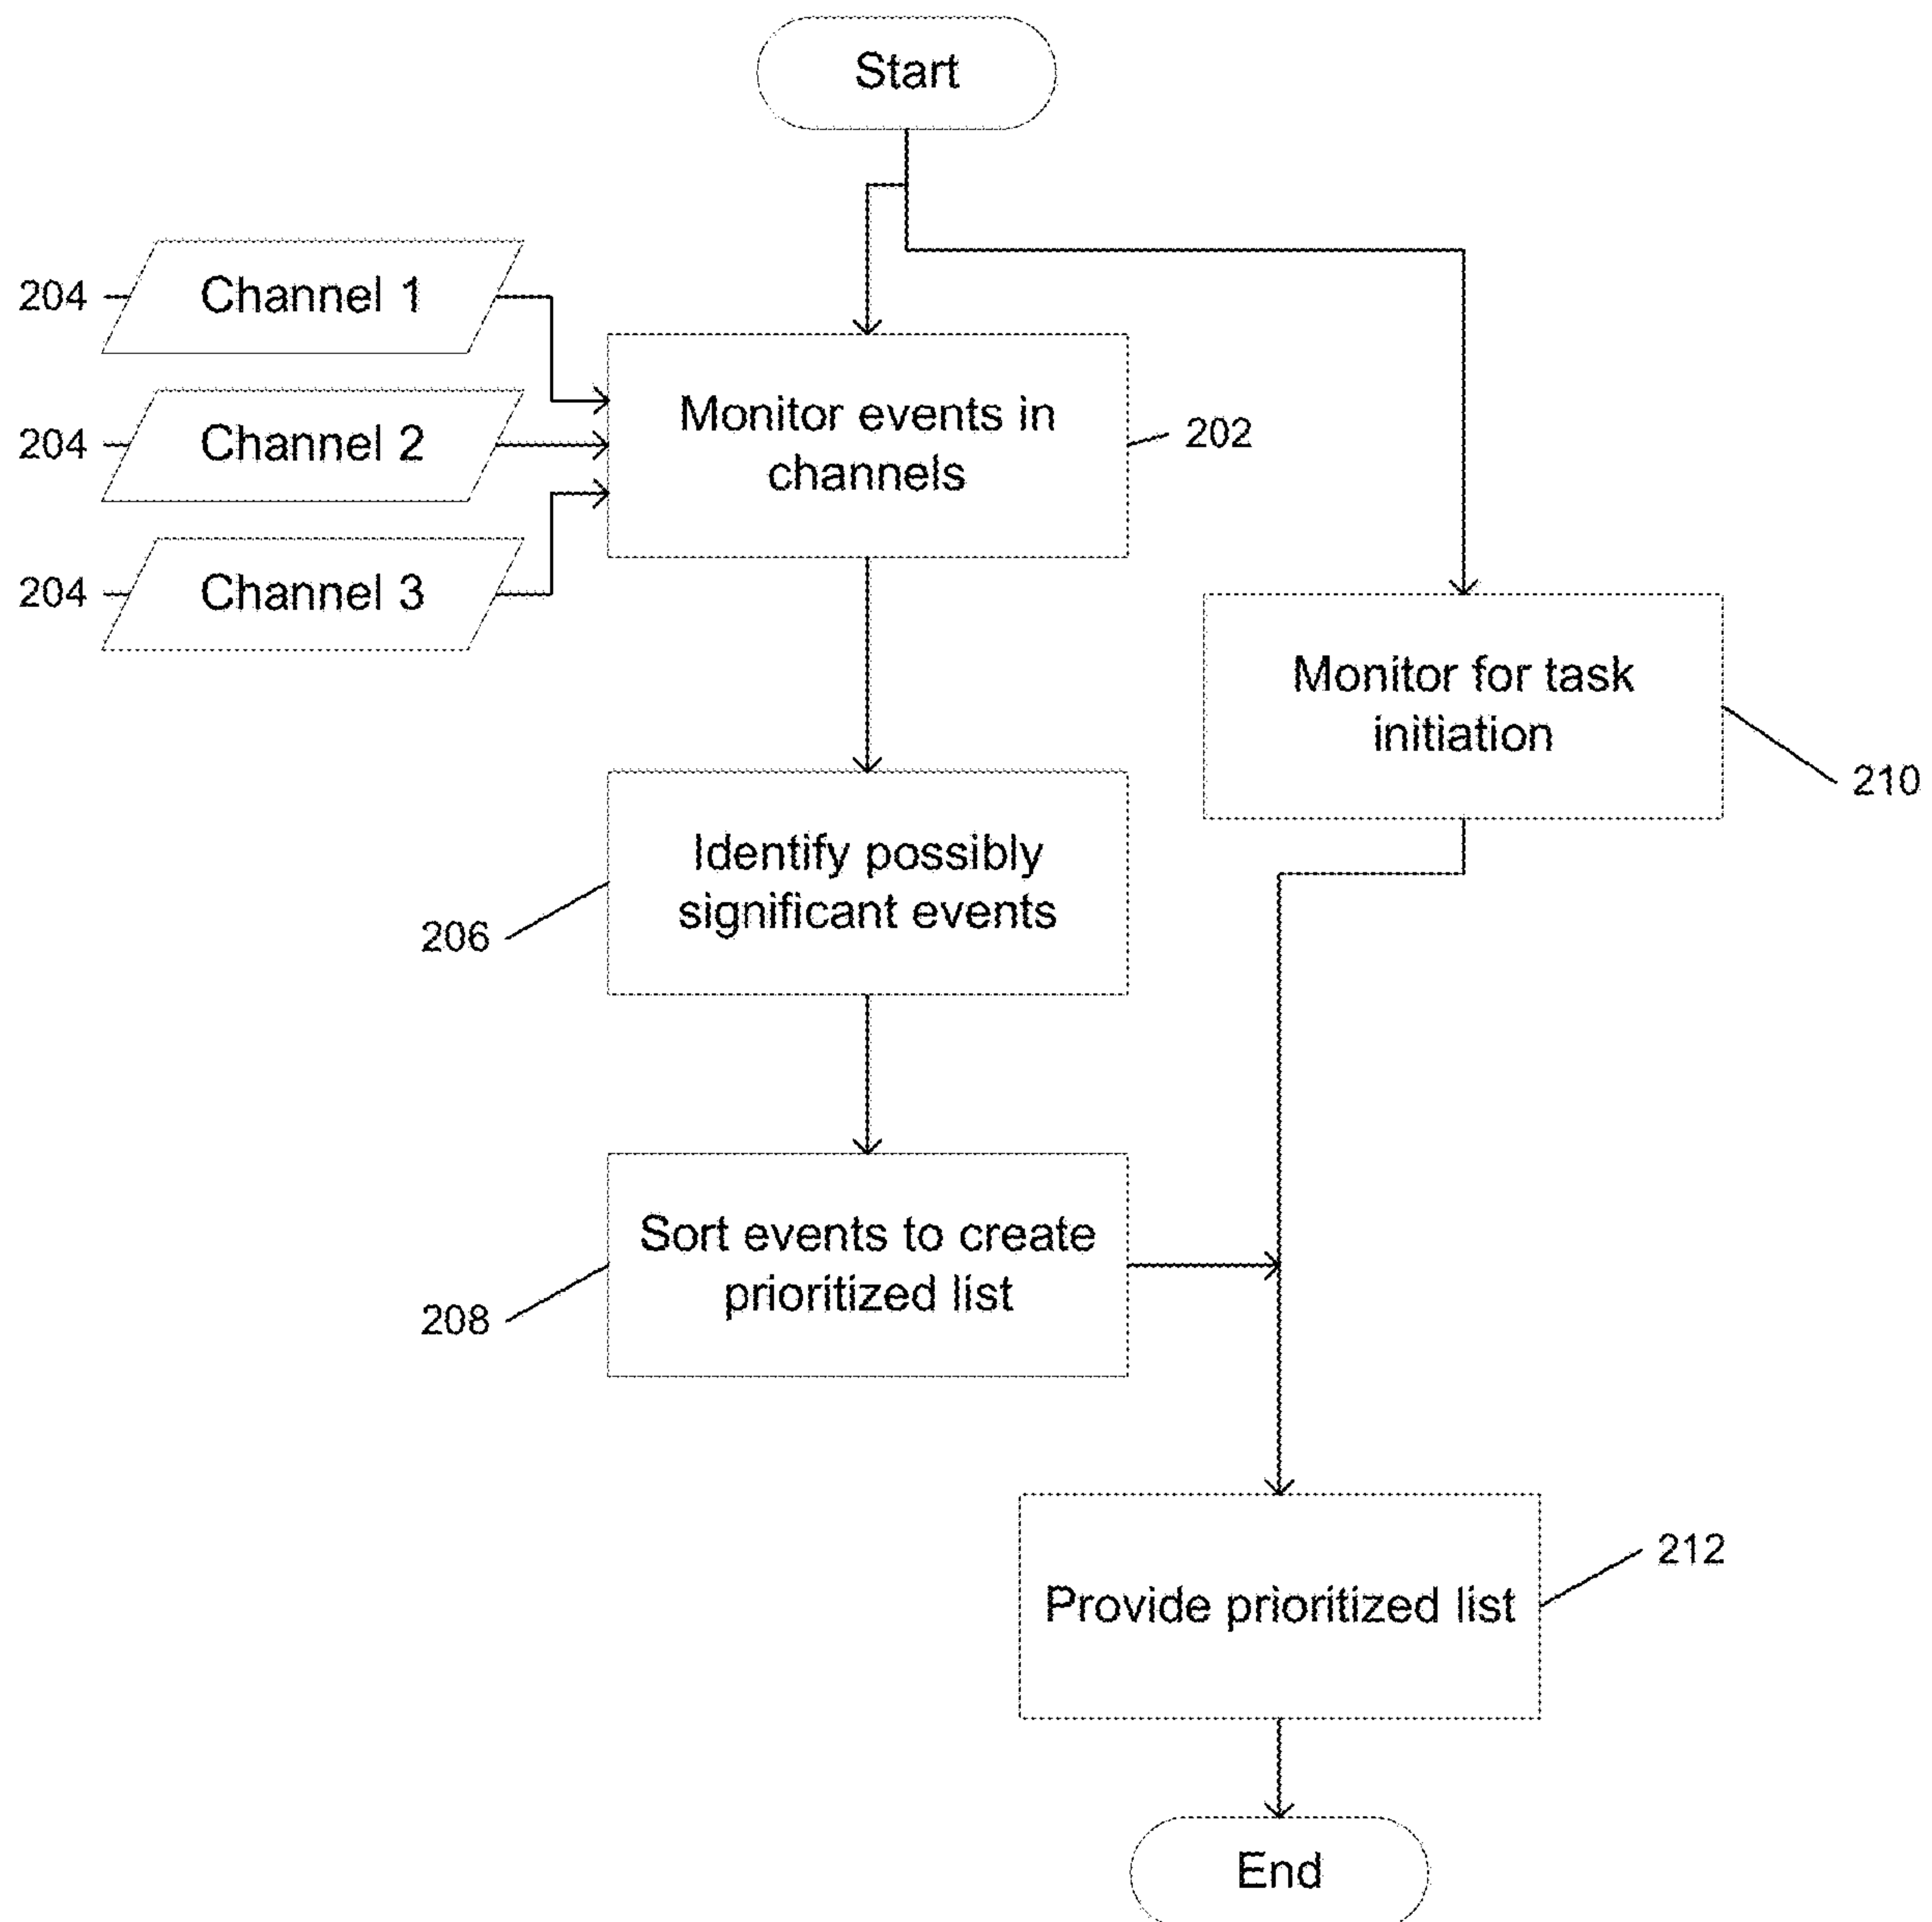 Start
204
Channel 1
204
Channel 2
204
Channel 3
Monitor events in
channels
202
Monitor for task
initiation
210
Identify possibly
significant events
206
Sort events to create
prioritized list
208
Provide prioritized list
212
End